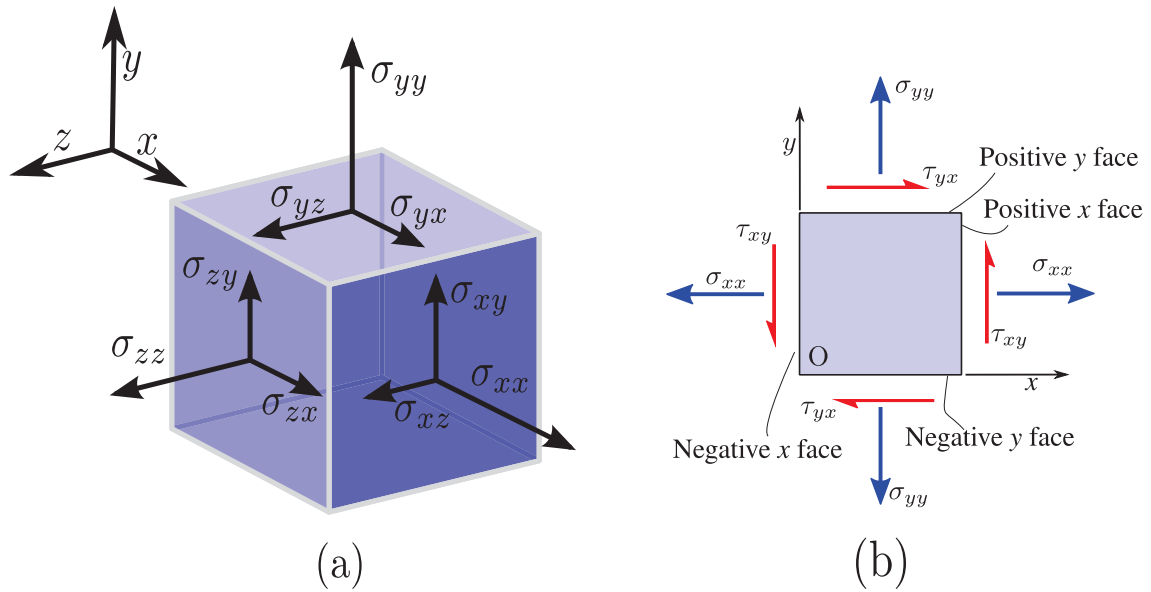 y
z
x
σyy
σyz
σyx
σzy
σxy
σzz
σxx
σzx
σxz
(a)
σyy
y
τyx
Positive y face
Positive x face
τxy
σxx
σxx
τxy
O
x
τyx
Negative x face
Negative y face
σyy
(b)